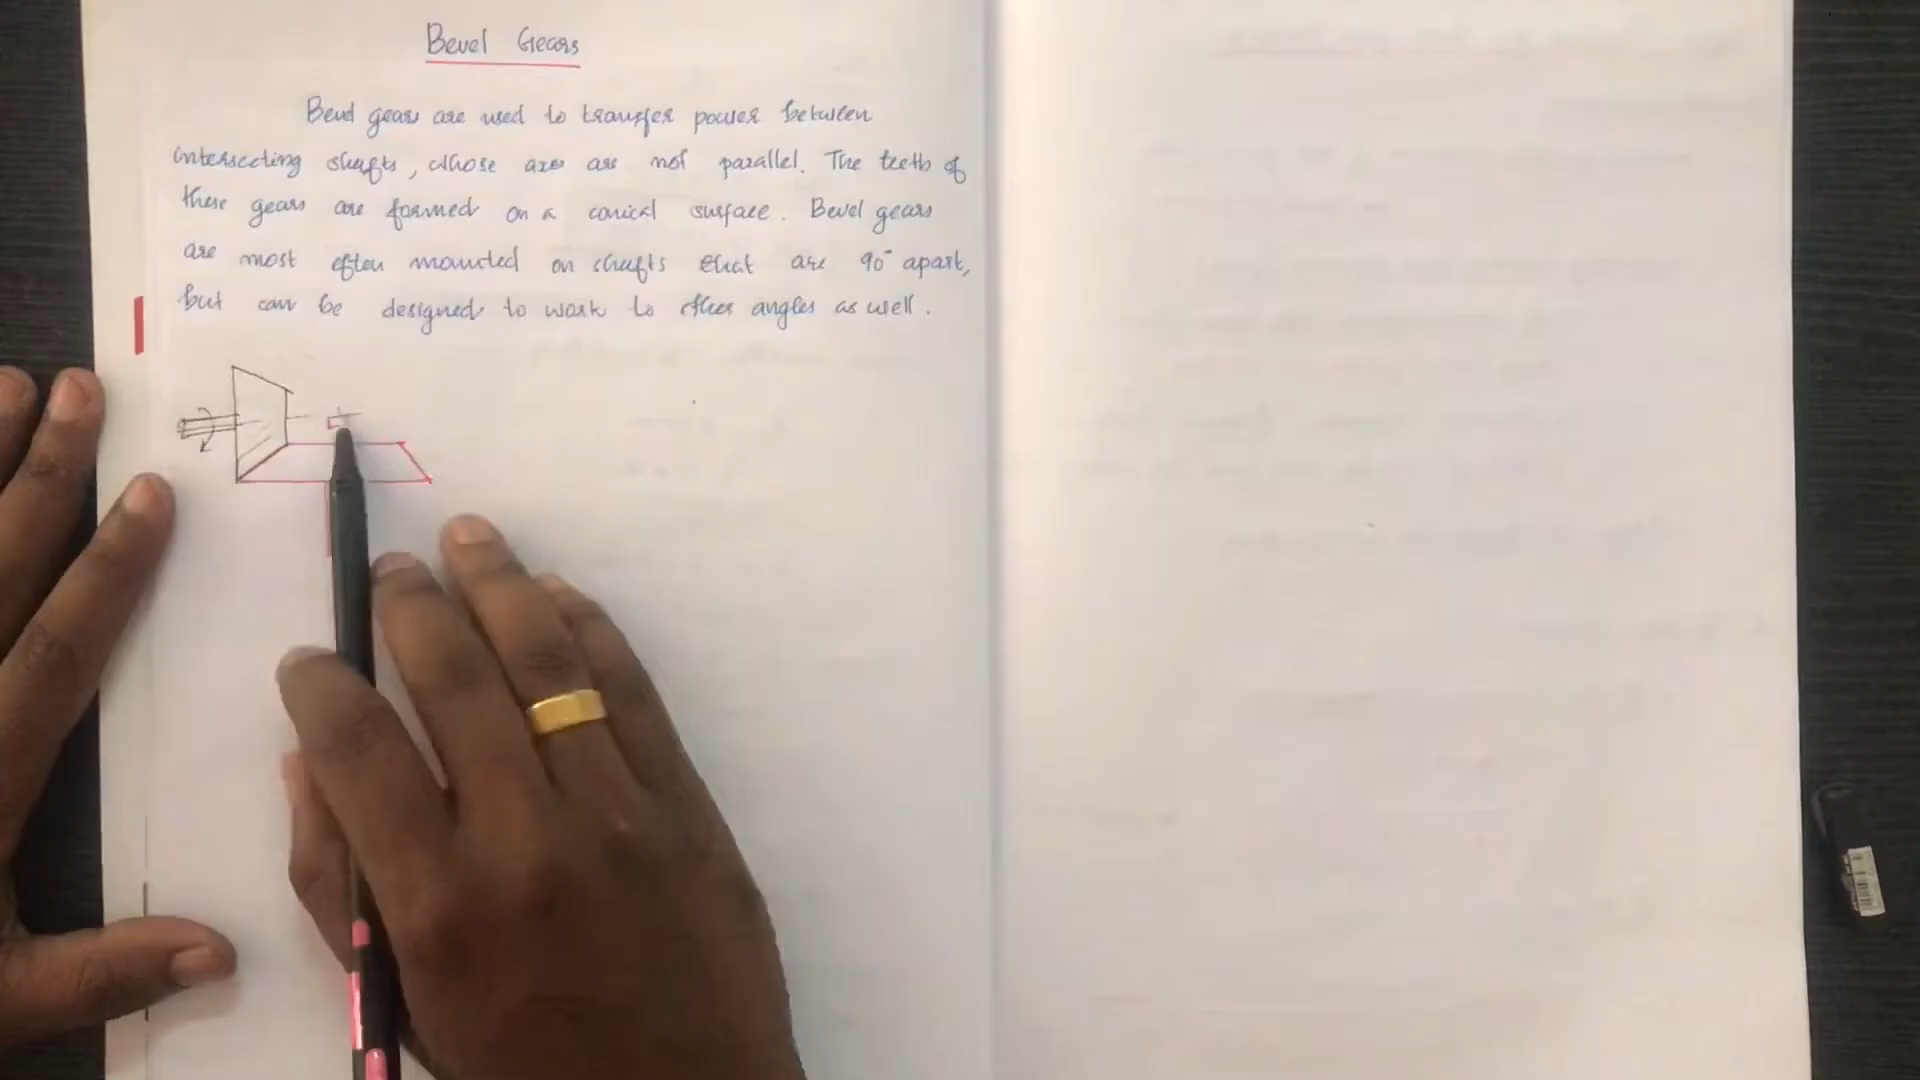 Bevel Gears
Bevel gears are used to transfer power between
intersecting shafts, whose axes are not parallel. The teeth of
these gears are formed on a conical surface. Bevel gears
are most often mounted on shafts that are 90° apart,
but can be designed to work to other angles as well.